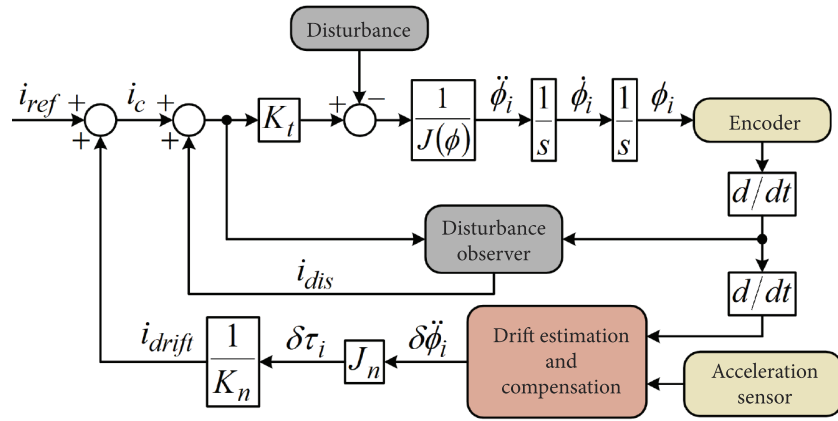 Disturbance
i_ref
+
+
i_c
+
+
K_t
+
−
1
J(ϕ)
ϕ̈_i
1
s
ϕ̇_i
1
s
ϕ_i
Encoder
d/dt
Disturbance
observer
i_dis
d/dt
i_drift
1
K_n
δτ_i
J_n
δϕ̈_i
Drift estimation
and
compensation
Acceleration
sensor